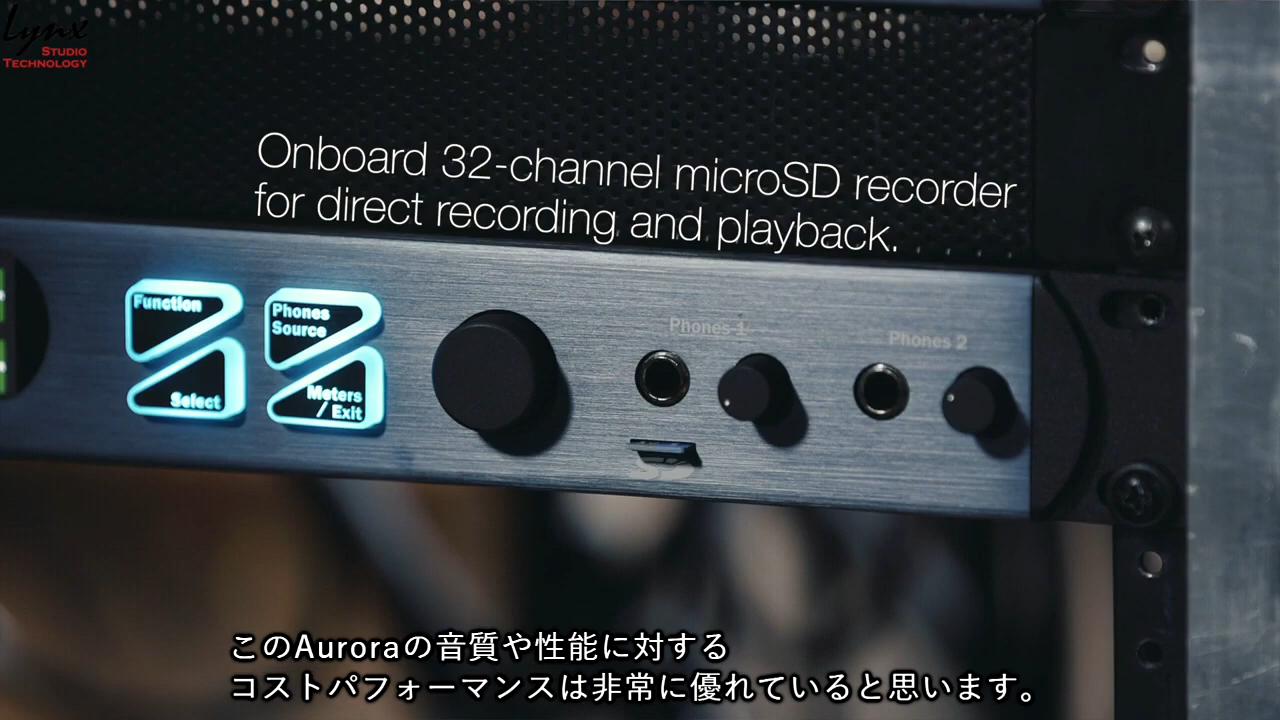 Lynx
STUDIO
TECHNOLOGY
Onboard 32-channel microSD recorder
for direct recording and playback.
Function
Select
Phones
Source
Meters
/ Exit
Phones 1
Phones 2
このAuroraの音質や性能に対する
コストパフォーマンスは非常に優れていると思います。